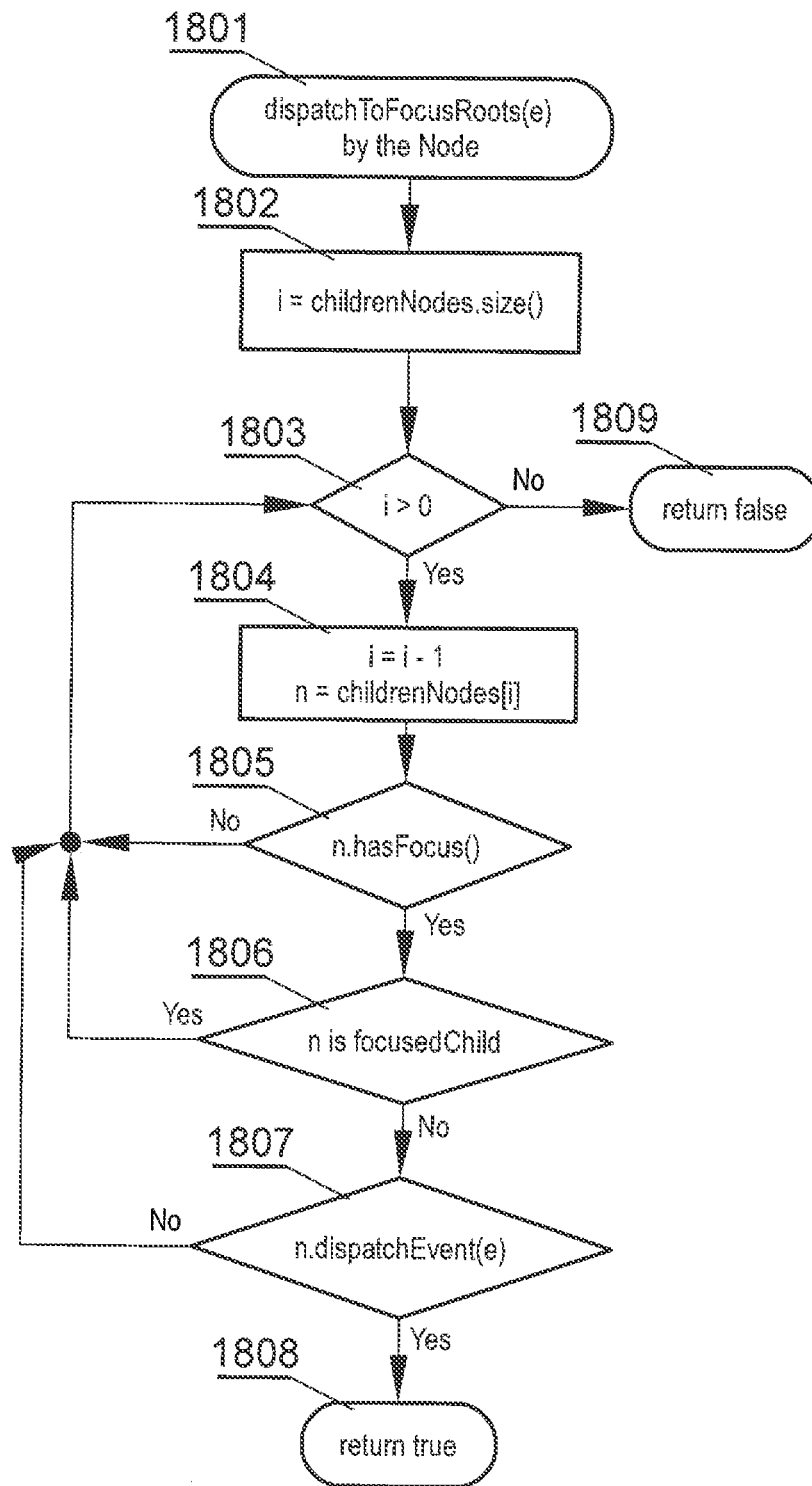 1801
dispatchToFocusRoots(e)
by the Node
1802
i = childrenNodes.size()
1803
i > 0
No
1809
return false
Yes
1804
i = i - 1
n = childrenNodes[i]
1805
No
n.hasFocus()
Yes
1806
Yes
n is focusedChild
No
1807
No
n.dispatchEvent(e)
Yes
1808
return true